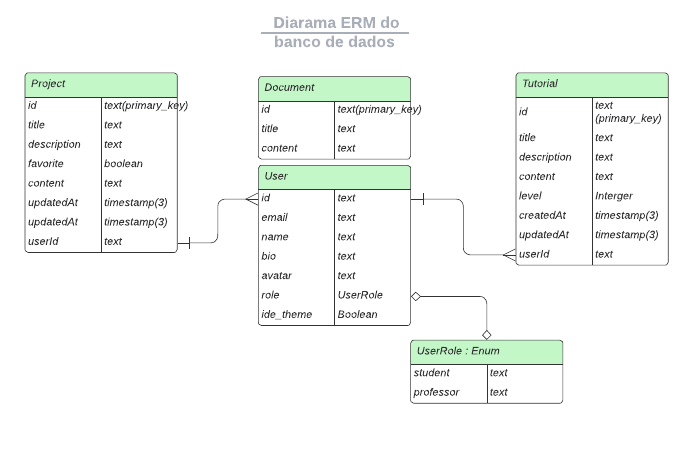 Diarama ERM do
banco de dados
Project
id text(primary_key)
title text
description text
favorite boolean
content text
updatedAt timestamp(3)
updatedAt timestamp(3)
userId text
Document
id text(primary_key)
title text
content text
User
id text
email text
name text
bio text
avatar text
role UserRole
ide_theme Boolean
Tutorial
id text
(primary_key)
title text
description text
content text
level Interger
createdAt timestamp(3)
updatedAt timestamp(3)
userId text
UserRole : Enum
student text
professor text